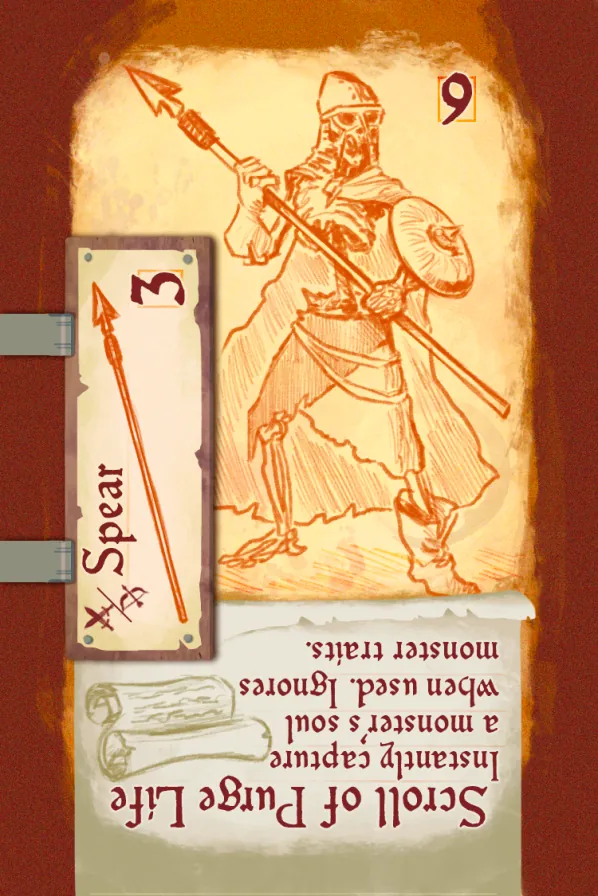 9
3
Spear
Scroll of Purge Life
Instantly capture
a monster's soul
when used. Ignores
monster traits.